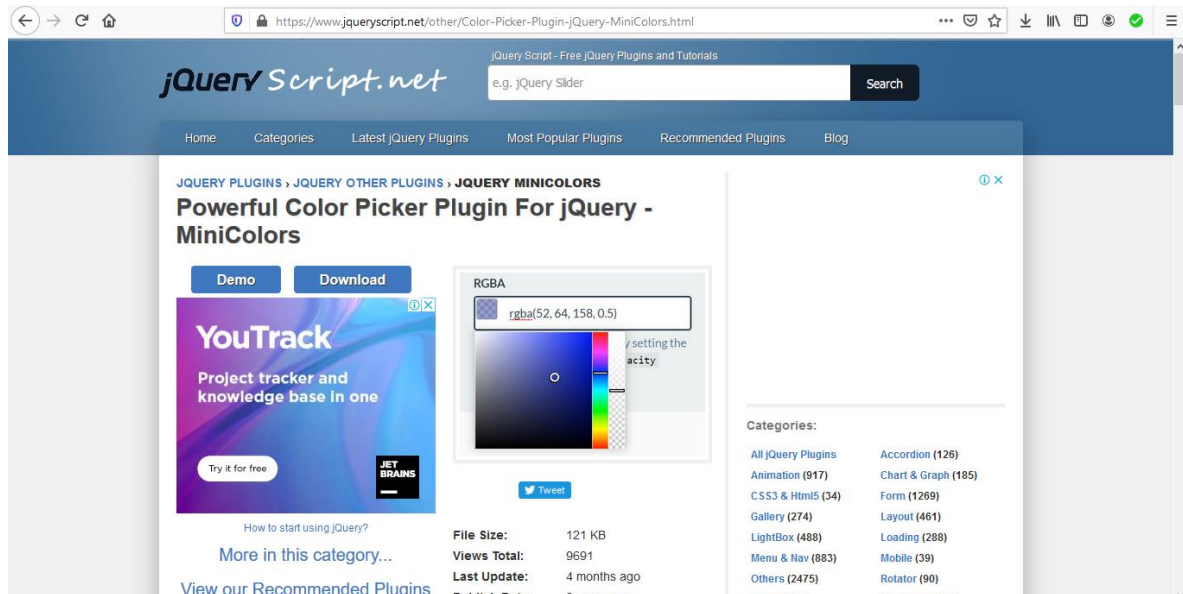 https://www.jqueryscript.net/other/Color-Picker-Plugin-jQuery-MiniColors.html
jQuery Script - Free jQuery Plugins and Tutorials
jQuery Script.net
e.g. jQuery Slider
Search
Home Categories Latest jQuery Plugins Most Popular Plugins Recommended Plugins Blog
JQUERY PLUGINS › JQUERY OTHER PLUGINS › JQUERY MINICOLORS
Powerful Color Picker Plugin For jQuery -
MiniColors
Demo Download
YouTrack
Project tracker and
knowledge base in one
Try it for free
JET
BRAINS
How to start using jQuery?
More in this category...
View our Recommended Plugins
RGBA
rgba(52, 64, 158, 0.5)
setting the
acity
Tweet
File Size: 121 KB
Views Total: 9691
Last Update: 4 months ago
Categories:
All jQuery Plugins Accordion (126)
Animation (917) Chart & Graph (185)
CSS3 & Html5 (34) Form (1269)
Gallery (274) Layout (461)
LightBox (488) Loading (288)
Menu & Nav (883) Mobile (39)
Others (2475) Rotator (90)